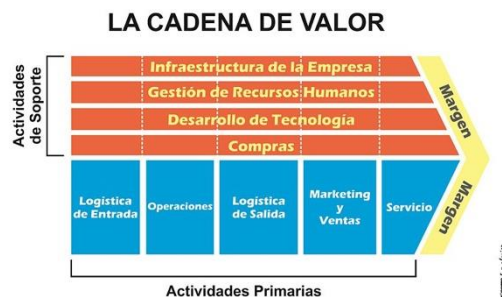 LA CADENA DE VALOR
Actividades
de Soporte
Infraestructura de la Empresa
Gestión de Recursos Humanos
Desarrollo de Tecnología
Compras
Margen
Margen
Logística
de Entrada
Operaciones
Logística
de Salida
Marketing
y
Ventas
Servicio
Actividades Primarias